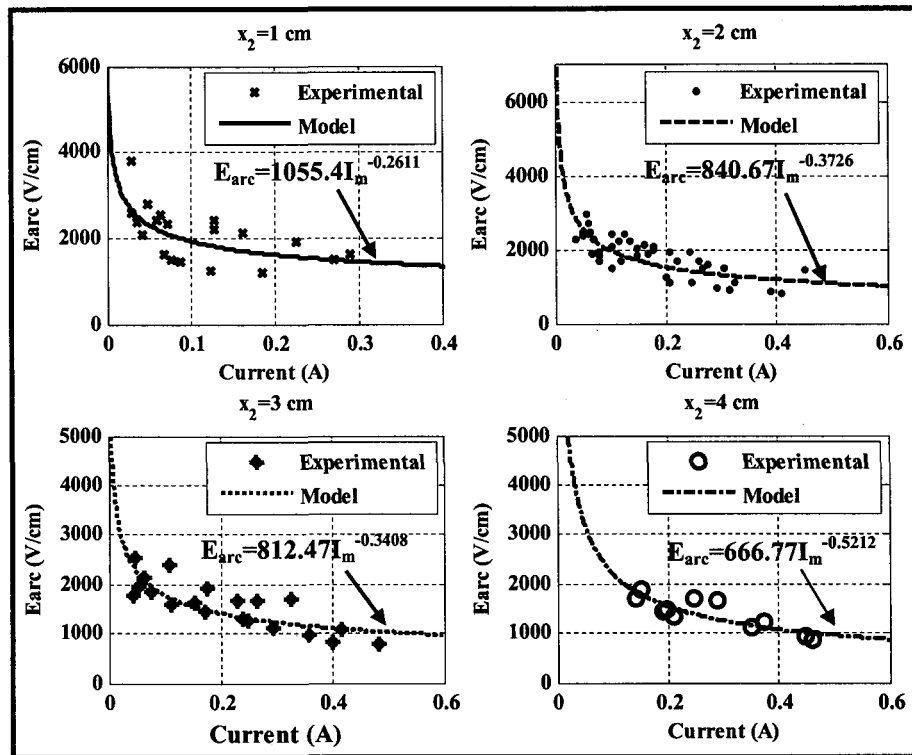 x2=1 cm
6000
4000
2000
0
Earc (V/cm)
Experimental
Model
Earc=1055.4Im^-0.2611
0 0.1 0.2 0.3 0.4
Current (A)
x2=2 cm
6000
4000
2000
0
Earc (V/cm)
Experimental
Model
Earc=840.67Im^-0.3726
0 0.2 0.4 0.6
Current (A)
x2=3 cm
5000
4000
3000
2000
1000
0
Earc (V/cm)
Experimental
Model
Earc=812.47Im^-0.3408
0 0.2 0.4 0.6
Current (A)
x2=4 cm
5000
4000
3000
2000
1000
0
Earc (V/cm)
Experimental
Model
Earc=666.77Im^-0.5212
0 0.2 0.4 0.6
Current (A)